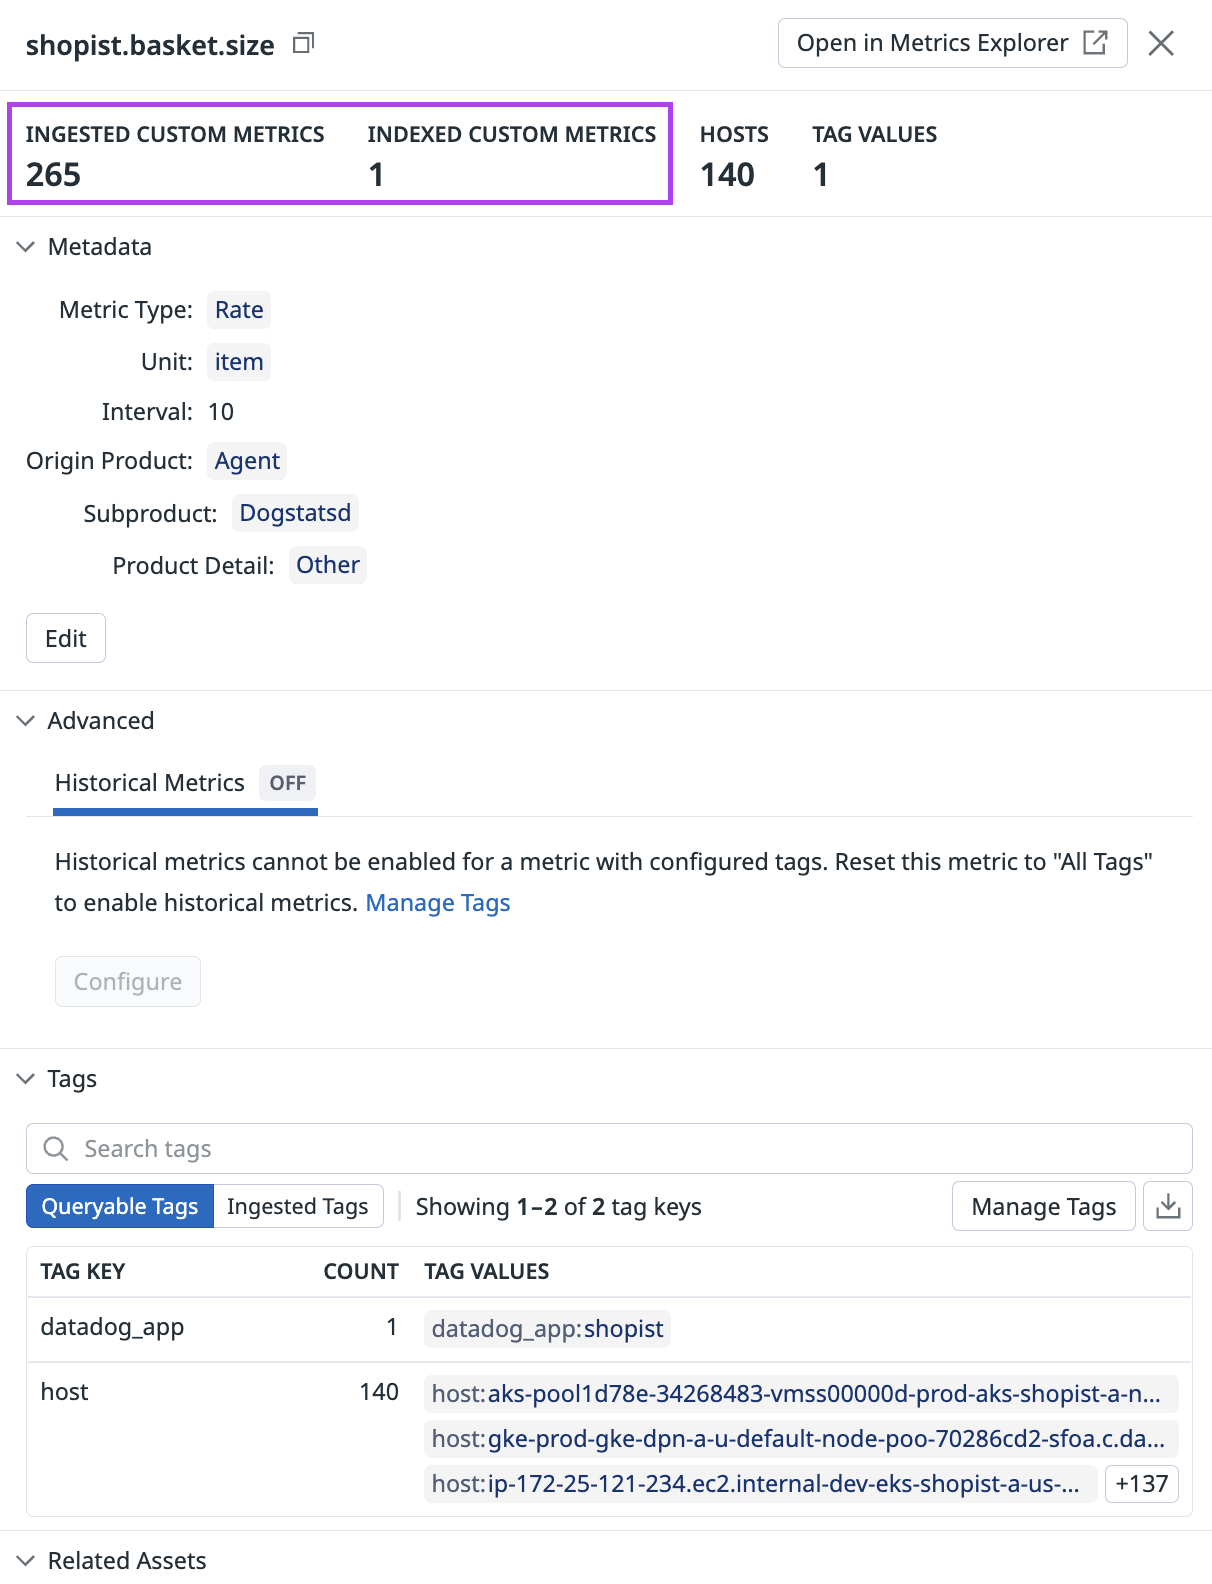 shopist.basket.size
Open in Metrics Explorer
INGESTED CUSTOM METRICS INDEXED CUSTOM METRICS HOSTS TAG VALUES
265 1 140 1
Metadata
Metric Type: Rate
Unit: item
Interval: 10
Origin Product: Agent
Subproduct: Dogstatsd
Product Detail: Other
Edit
Advanced
Historical Metrics OFF
Historical metrics cannot be enabled for a metric with configured tags. Reset this metric to "All Tags"
to enable historical metrics. Manage Tags
Configure
Tags
Search tags
Queryable Tags Ingested Tags Showing 1–2 of 2 tag keys Manage Tags
TAG KEY COUNT TAG VALUES
datadog_app 1 datadog_app:shopist
host 140 host:aks-pool1d78e-34268483-vmss00000d-prod-aks-shopist-a-n...
host:gke-prod-gke-dpn-a-u-default-node-poo-70286cd2-sfoa.c.da...
host:ip-172-25-121-234.ec2.internal-dev-eks-shopist-a-us-... +137
Related Assets